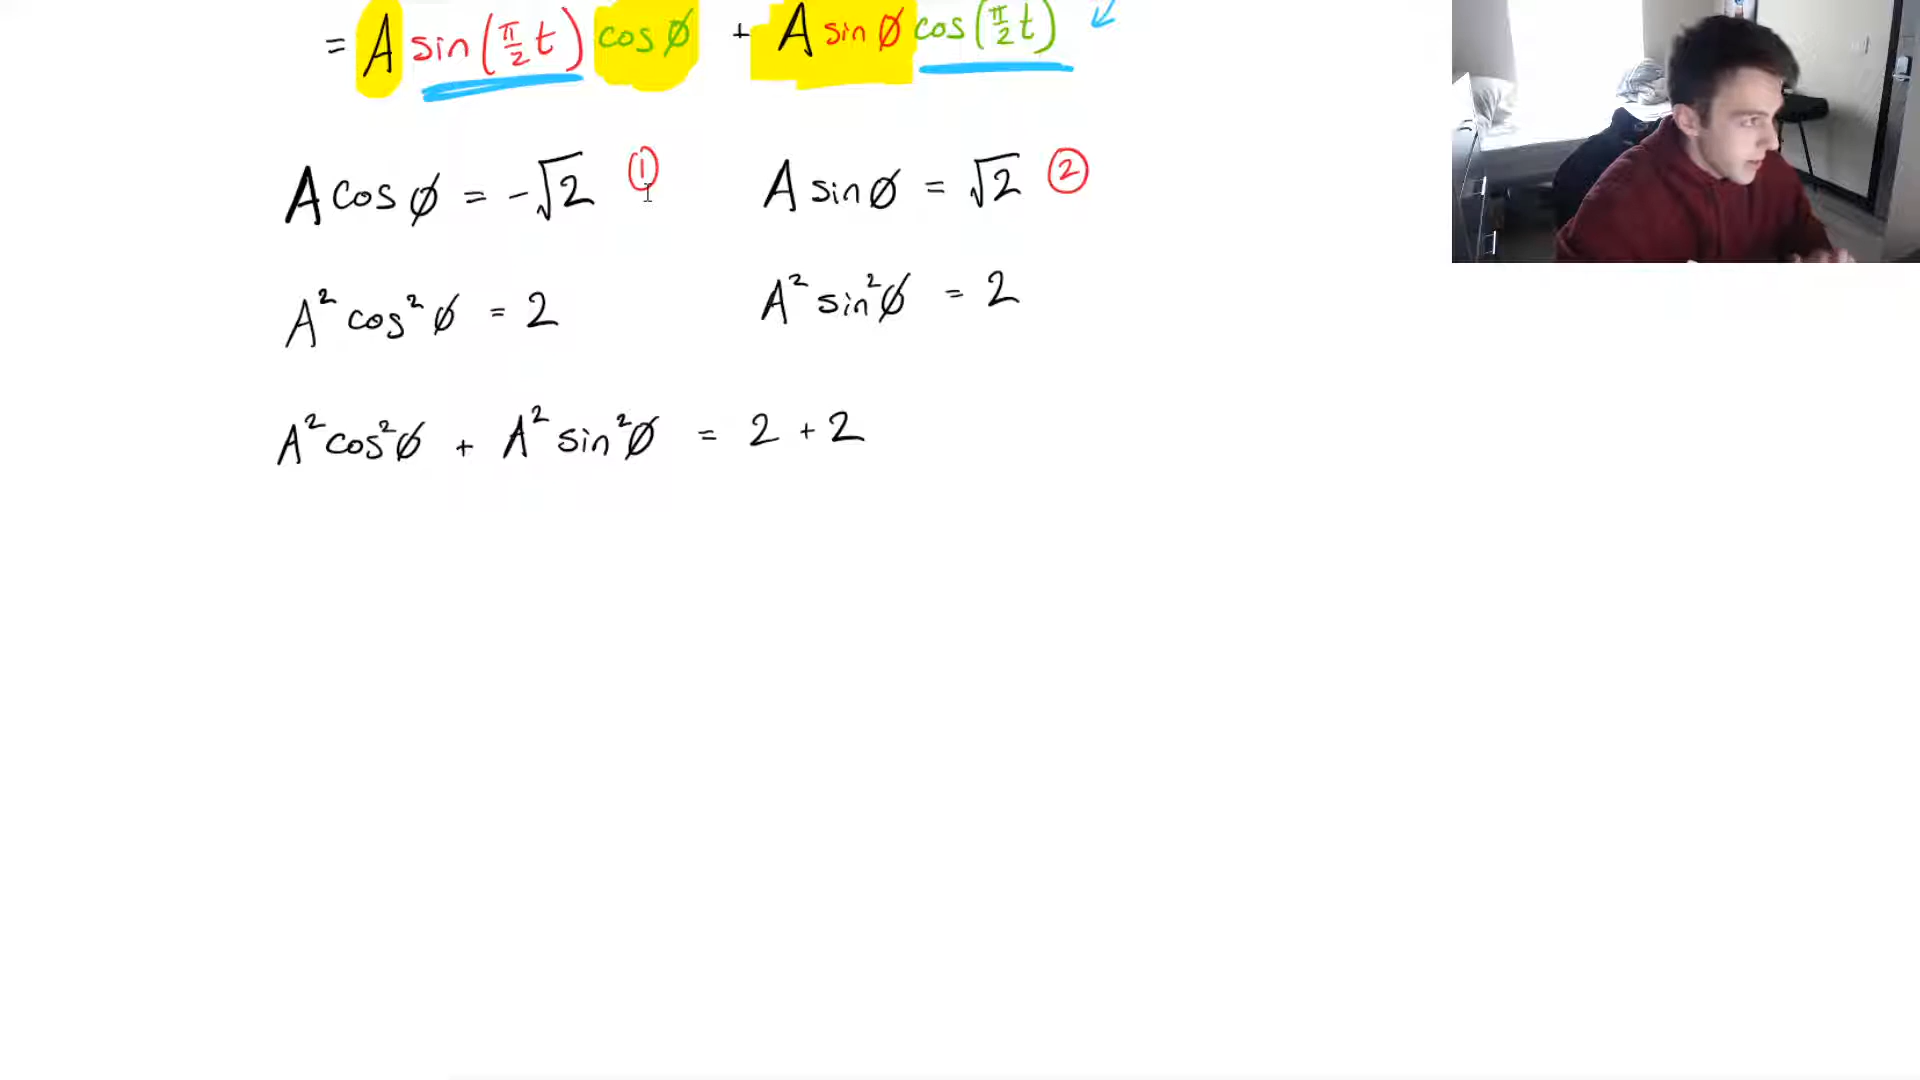 = A sin(π/2 t) cos ø + A sin ø cos(π/2 t)
A cos ø = -√2 ① A sin ø = √2 ②
A² cos² ø = 2 A² sin² ø = 2
A² cos² ø + A² sin² ø = 2 + 2